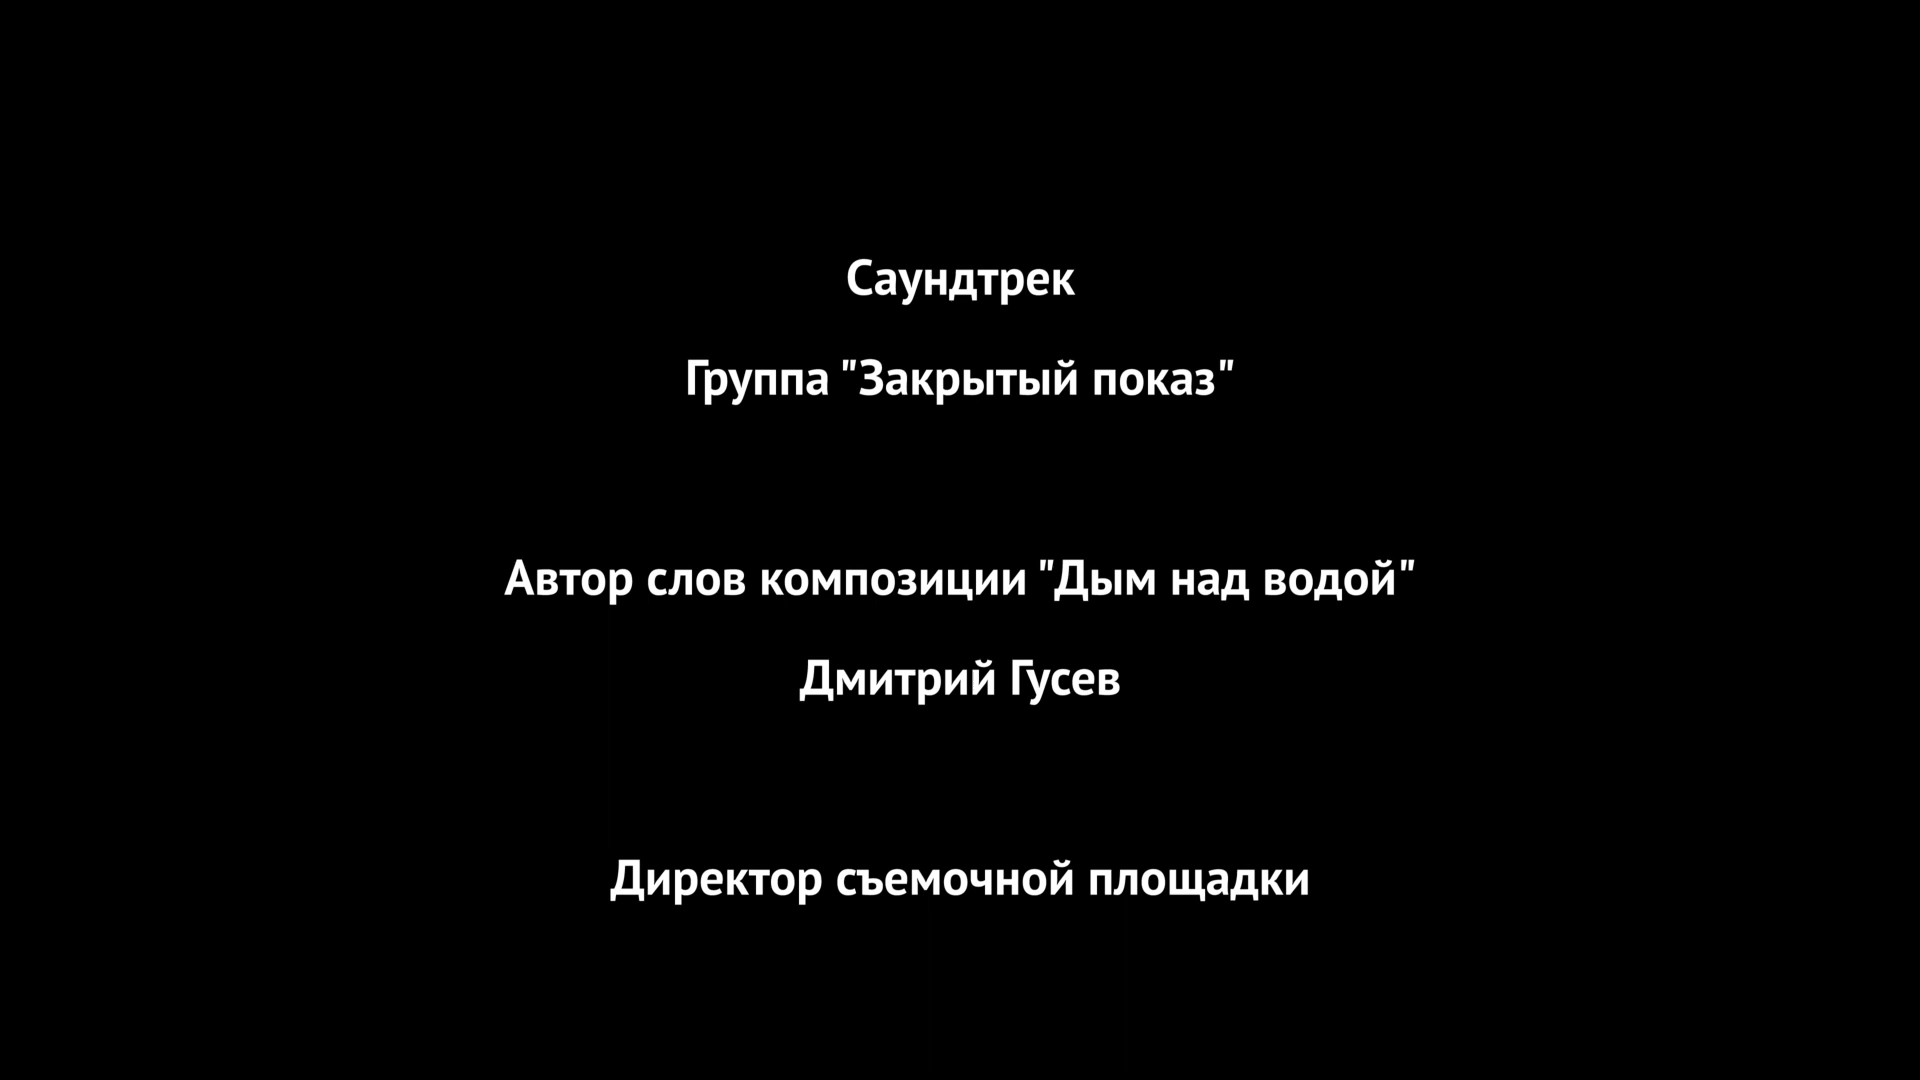 Саундтрек
Группа "Закрытый показ"
Автор слов композиции "Дым над водой"
Дмитрий Гусев
Директор съемочной площадки